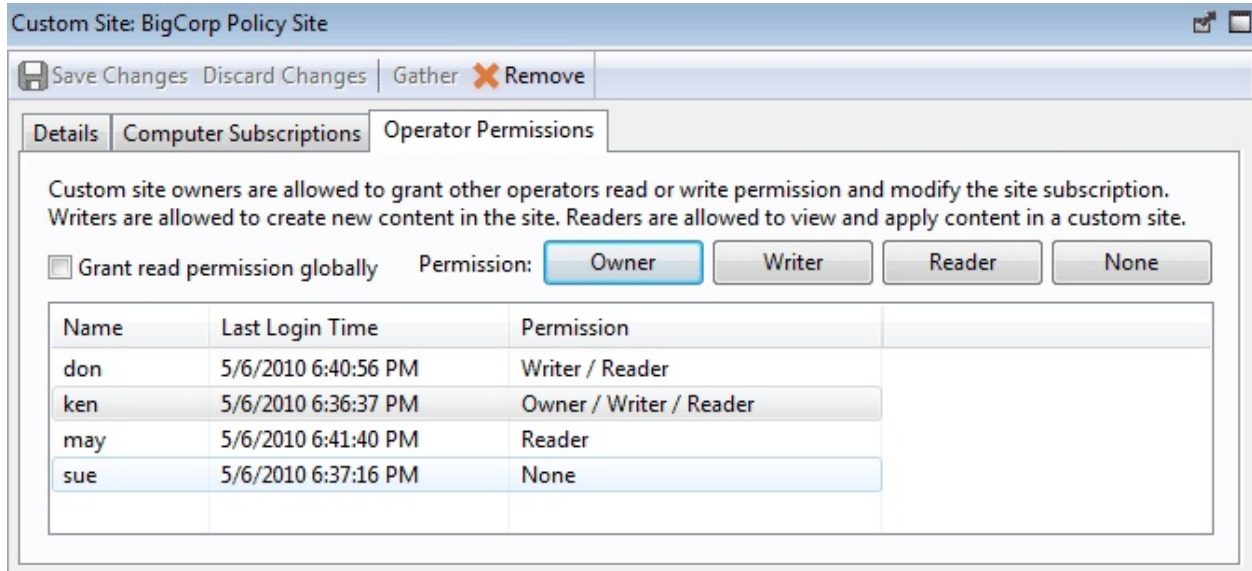 Custom Site: BigCorp Policy Site
Save Changes Discard Changes Gather Remove
Details Computer Subscriptions Operator Permissions
Custom site owners are allowed to grant other operators read or write permission and modify the site subscription.
Writers are allowed to create new content in the site. Readers are allowed to view and apply content in a custom site.
Grant read permission globally Permission: Owner Writer Reader None
Name Last Login Time Permission
don 5/6/2010 6:40:56 PM Writer / Reader
ken 5/6/2010 6:36:37 PM Owner / Writer / Reader
may 5/6/2010 6:41:40 PM Reader
sue 5/6/2010 6:37:16 PM None